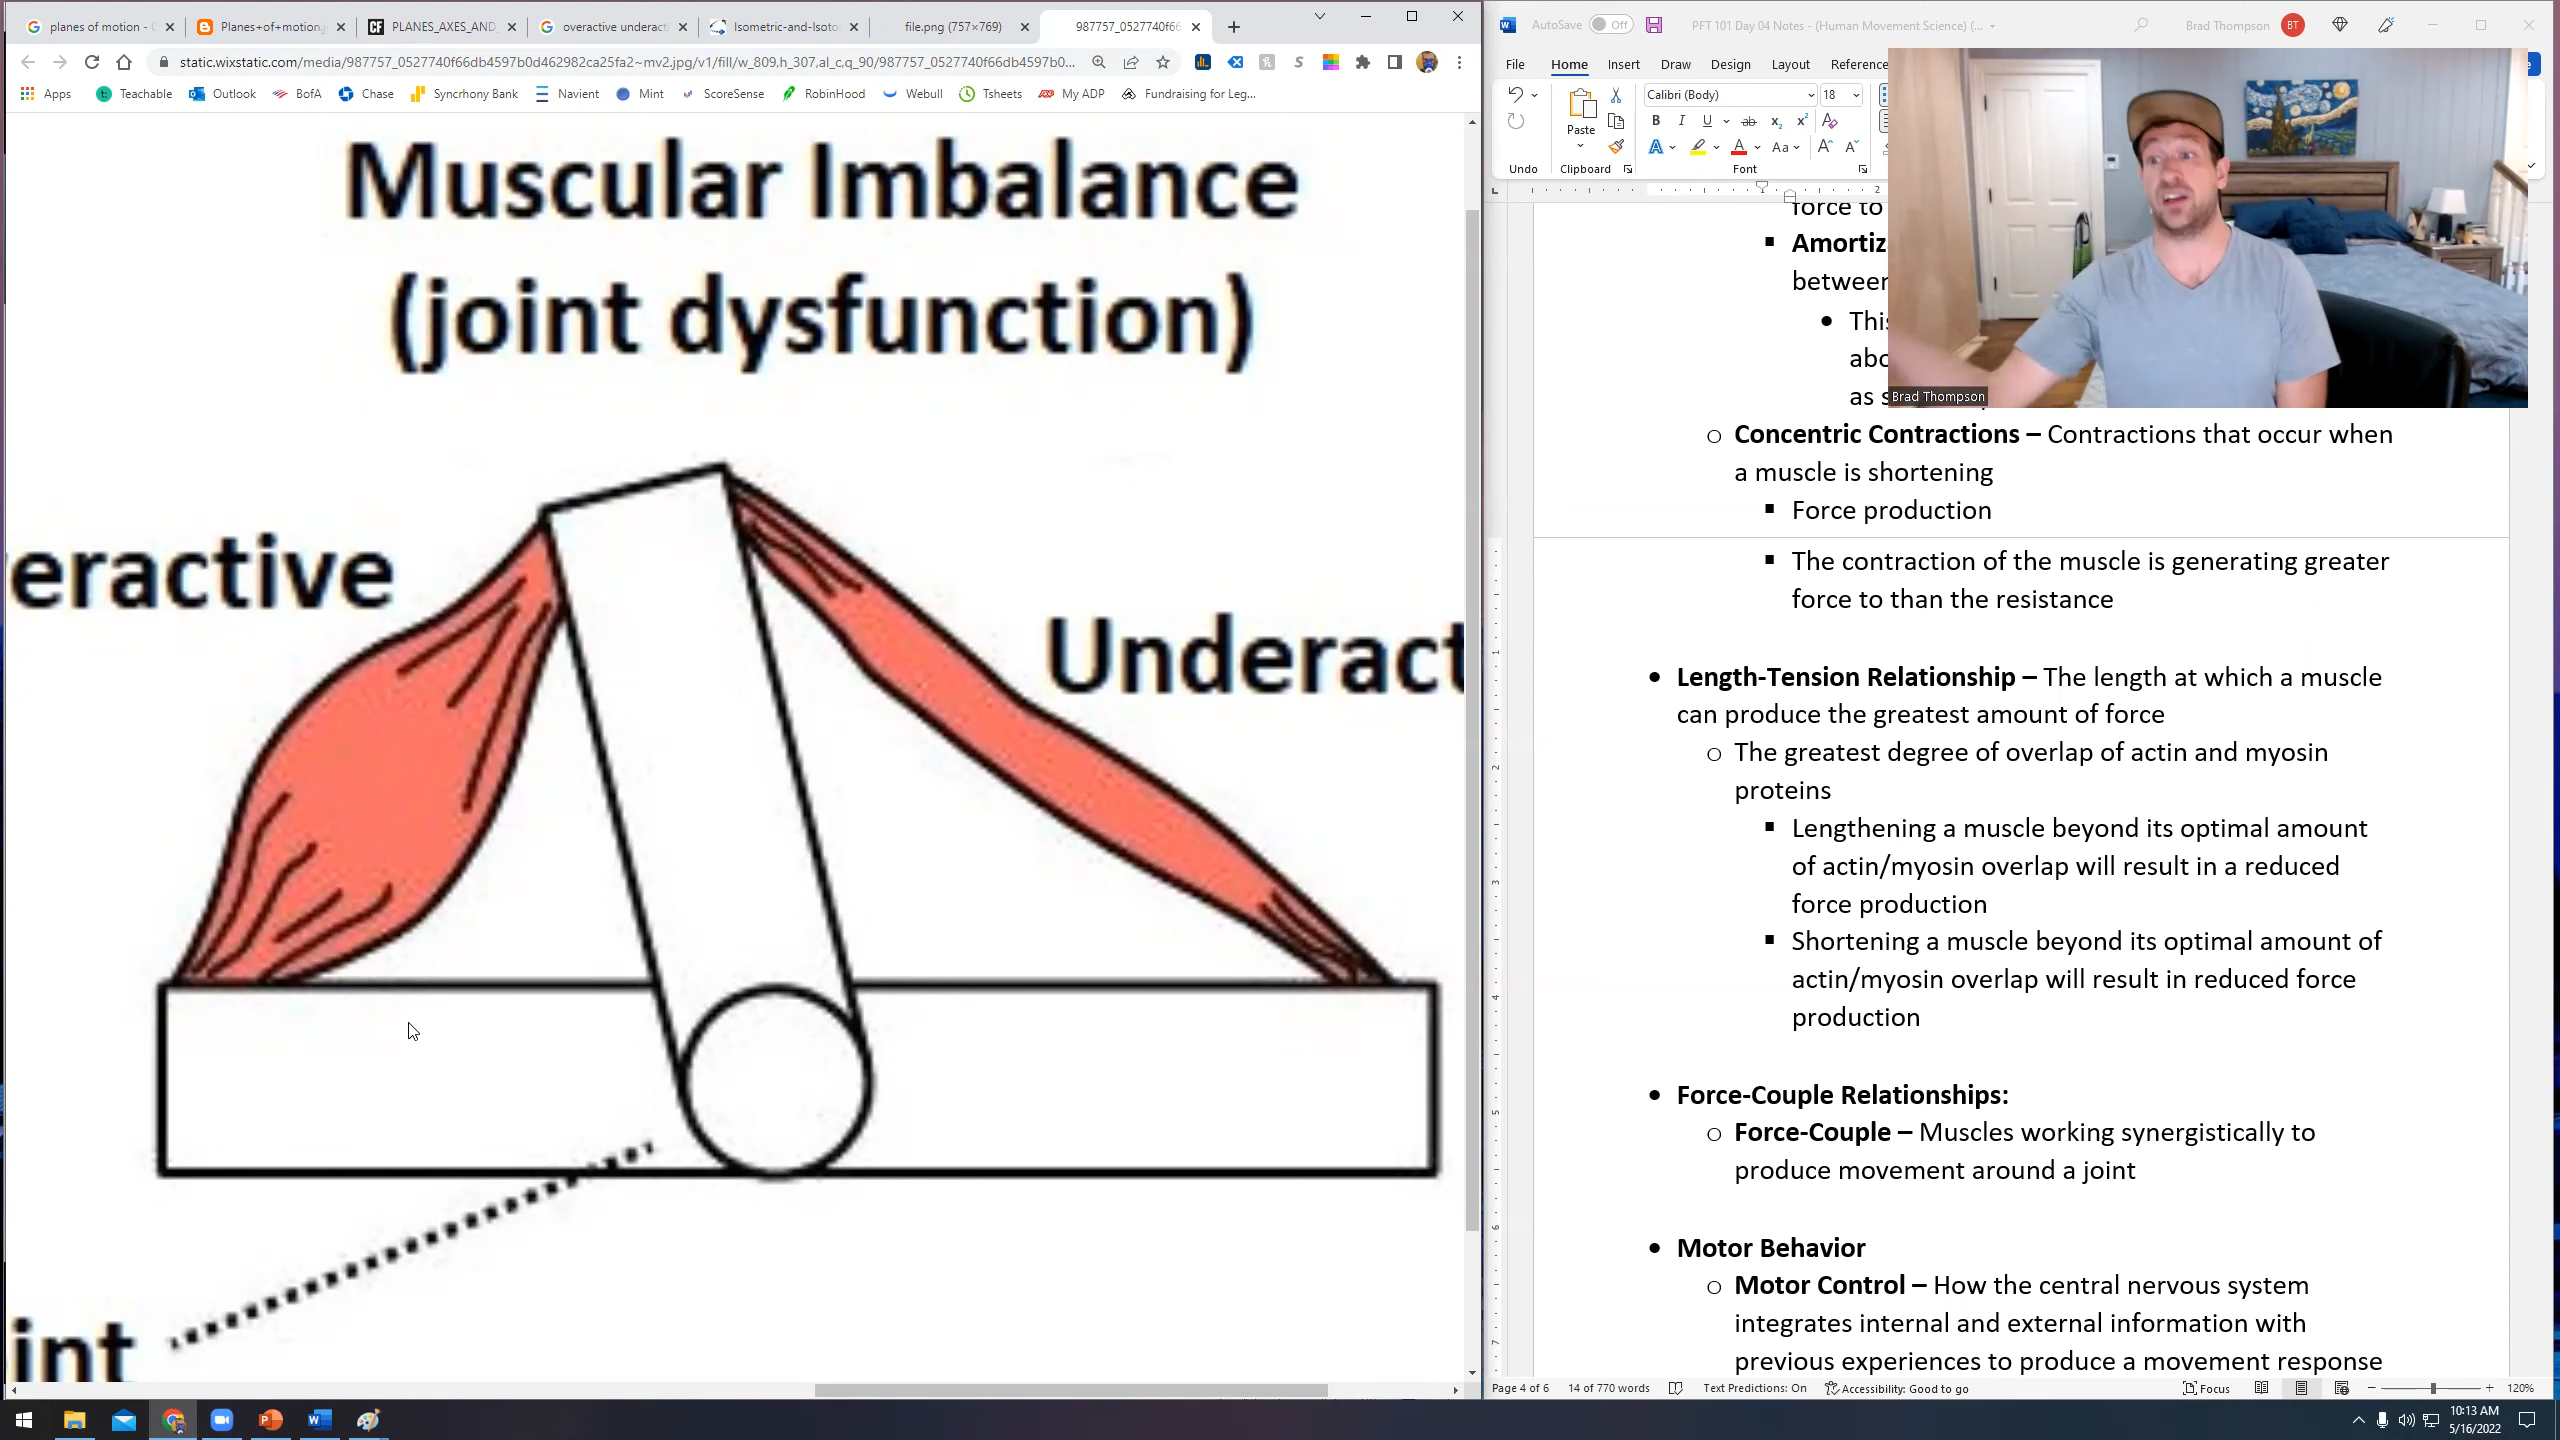 planes of motion -
Planes+of+motion.j
PLANES_AXES_AND_
overactive underacti
Isometric-and-Isoto
file.png (757×769)
987757_0527740f66
static.wixstatic.com/media/987757_0527740f66db4597b0d462982ca25fa2~mv2.jpg/v1/fill/w_809,h_307,al_c,q_90/987757_0527740f66db4597b0...
Apps
Teachable
Outlook
BofA
Chase
Syncrhony Bank
Navient
Mint
ScoreSense
RobinHood
Webull
Tsheets
My ADP
Fundraising for Leg...
Muscular Imbalance
(joint dysfunction)
eractive
Underact
int
AutoSave
Off
PFT 101 Day 04 Notes - (Human Movement Science) (...
Brad Thompson
BT
File
Home
Insert
Draw
Design
Layout
Reference
Calibri (Body)
18
Paste
Undo
Clipboard
Font
Brad Thompson
force to
Amortiz
between
This
abo
as s
Concentric Contractions – Contractions that occur when
a muscle is shortening
Force production
The contraction of the muscle is generating greater
force to than the resistance
Length-Tension Relationship – The length at which a muscle
can produce the greatest amount of force
The greatest degree of overlap of actin and myosin
proteins
Lengthening a muscle beyond its optimal amount
of actin/myosin overlap will result in a reduced
force production
Shortening a muscle beyond its optimal amount of
actin/myosin overlap will result in reduced force
production
Force-Couple Relationships:
Force-Couple – Muscles working synergistically to
produce movement around a joint
Motor Behavior
Motor Control – How the central nervous system
integrates internal and external information with
previous experiences to produce a movement response
Page 4 of 6
14 of 770 words
Text Predictions: On
Accessibility: Good to go
Focus
120%
10:13 AM
5/16/2022